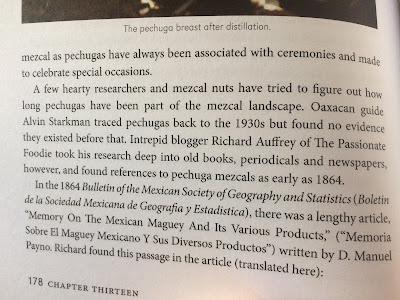 The pechuga breast after distillation.
mezcal as pechugas have always been associated with ceremonies and made
to celebrate special occasions.
A few hearty researchers and mezcal nuts have tried to figure out how
long pechugas have been part of the mezcal landscape. Oaxacan guide
Alvin Starkman traced pechugas back to the 1930s but found no evidence
they existed before that. Intrepid blogger Richard Auffrey of The Passionate
Foodie took his research deep into old books, periodicals and newspapers,
however, and found references to pechuga mezcals as early as 1864.
In the 1864 Bulletin of the Mexican Society of Geography and Statistics (Boletin
de la Sociedad Mexicana de Geografia y Estadistica), there was a lengthy article,
"Memory On The Mexican Maguey And Its Various Products," ("Memoria
Sobre El Maguey Mexicano Y Sus Diversos Productos") written by D. Manuel
Payno. Richard found this passage in the article (translated here):
178 CHAPTER THIRTEEN